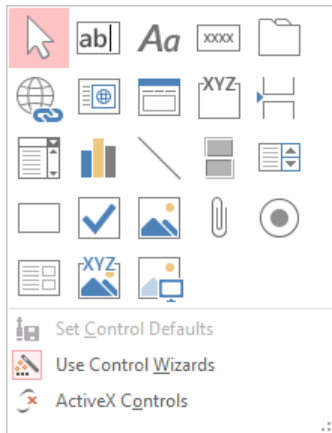 ab Aa xxxx
XYZ
XYZ
Set Control Defaults
Use Control Wizards
ActiveX Controls